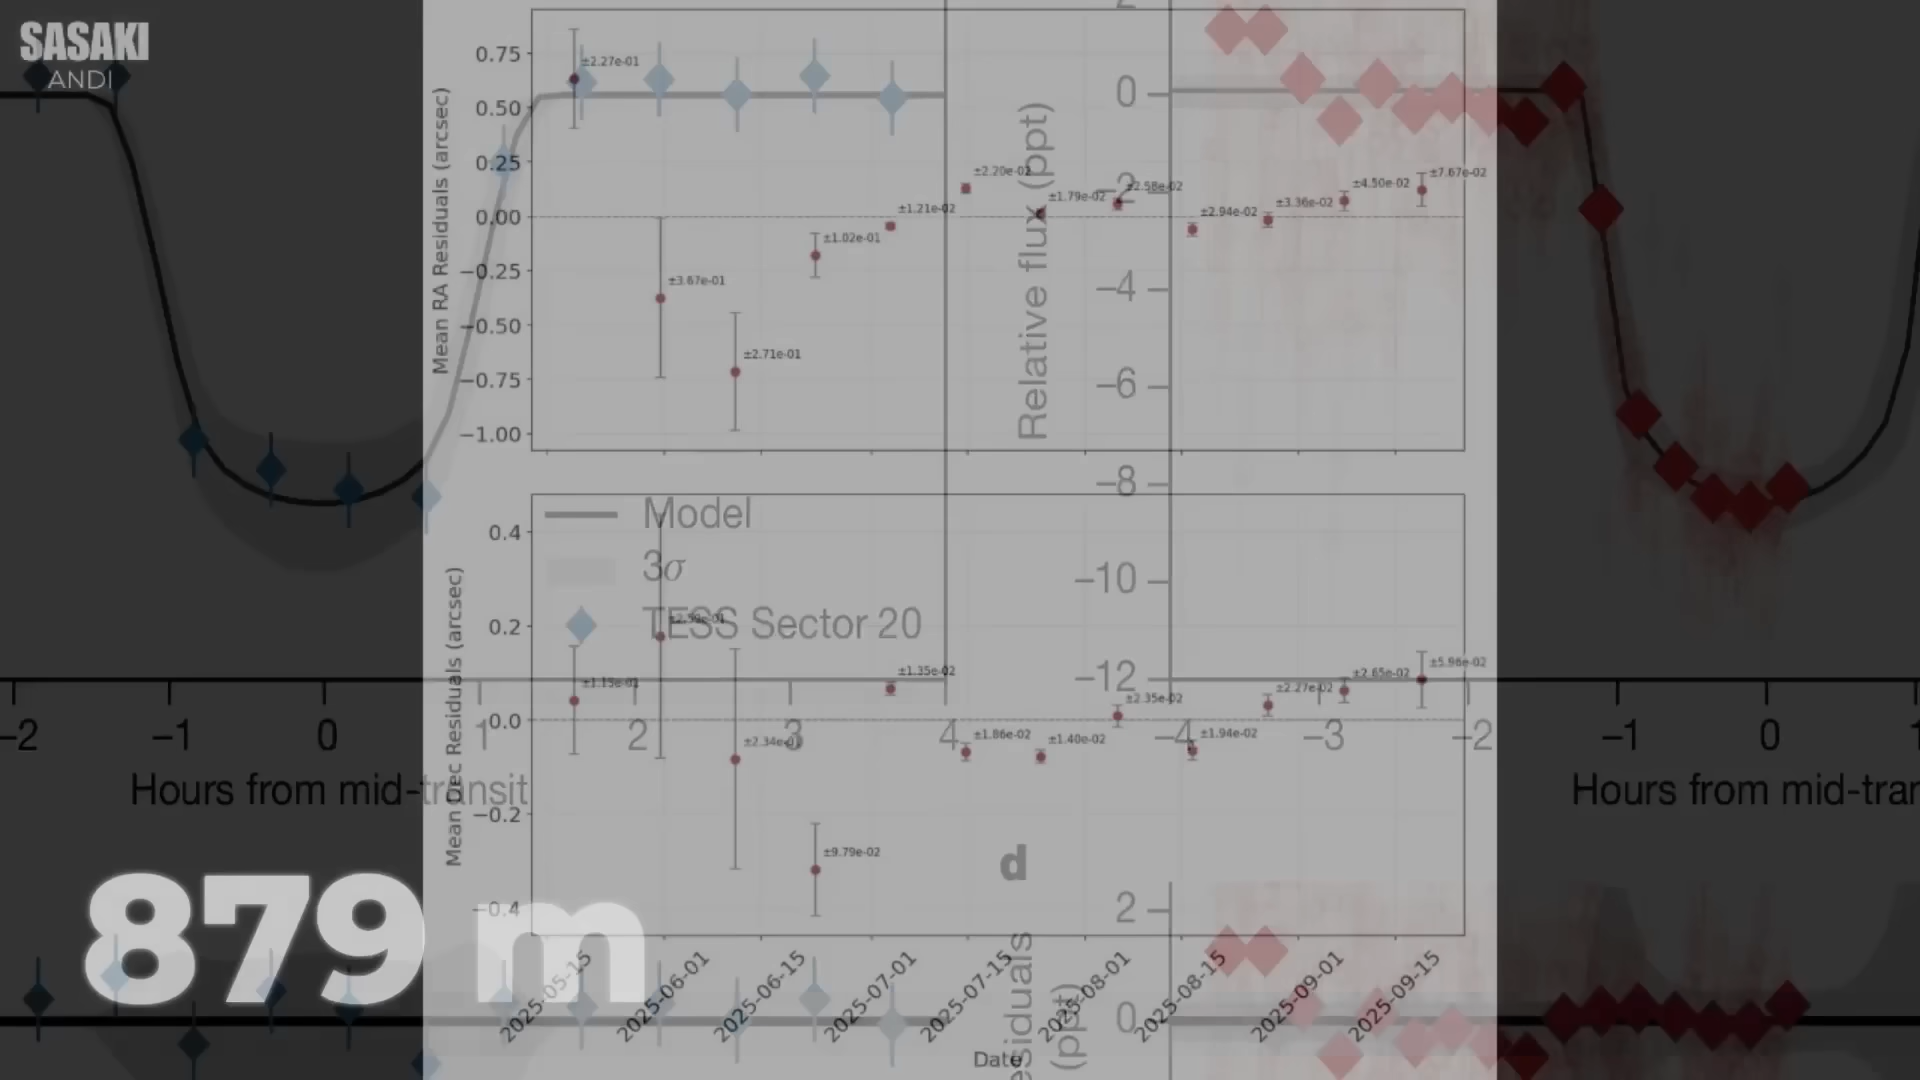 SASAKI
ANDI
Mean RA Residuals (arcsec)
0.75
0.50
0.25
0.00
−0.25
−0.50
−0.75
−1.00
±2.27e-01
±3.67e-01
±2.71e-01
±1.02e-01
±1.21e-02
±2.20e-02
±1.79e-02
±2.58e-02
±2.94e-02
±3.36e-02
±4.50e-02
±7.67e-02
Relative flux (ppt)
2
0
−2
−4
−6
−8
−10
−12
Model
3σ
TESS Sector 20
Mean Dec Residuals (arcsec)
0.4
0.2
0.0
−0.2
−0.4
±1.15e-01
±2.34e-01
±9.79e-02
±1.35e-02
±1.86e-02
±1.40e-02
±2.35e-02
±1.94e-02
±2.27e-02
±2.65e-02
±5.96e-02
−2 −1 0 1 2 3 4
−4 −3 −2 −1 0 1
Hours from mid-transit
Hours from mid-tran
d
2
0
esiduals
(ppt)
879 m
2025-05-15
2025-06-01
2025-06-15
2025-07-01
2025-07-15
2025-08-01
2025-08-15
2025-09-01
2025-09-15
Date